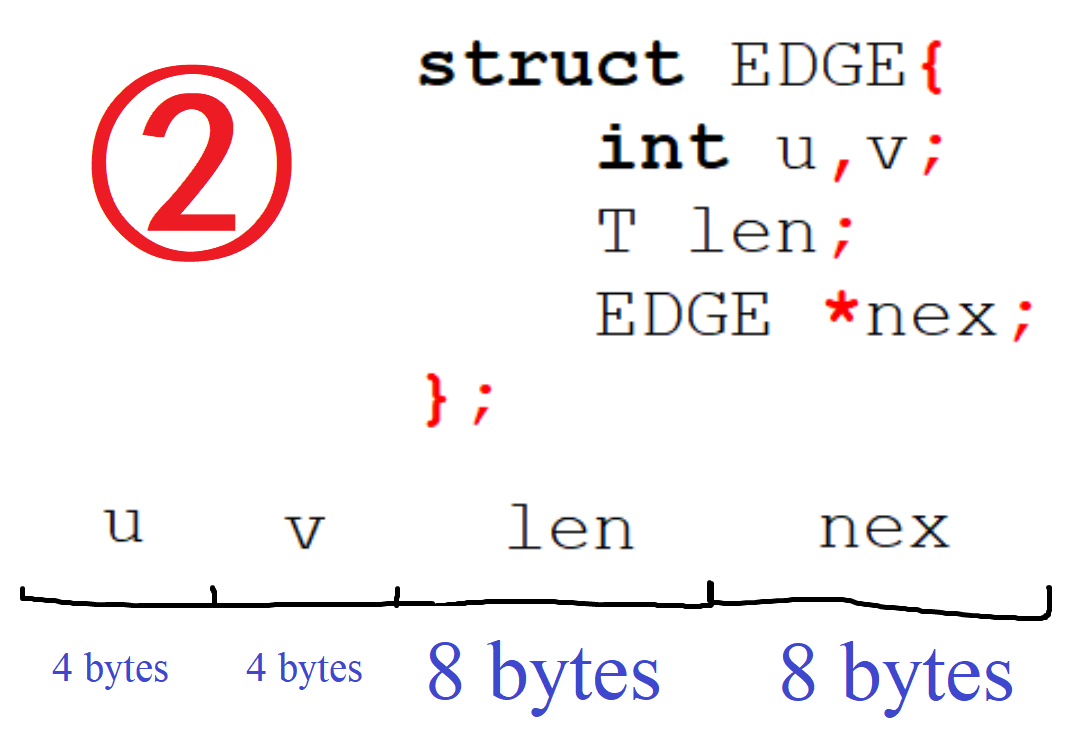 ②
struct EDGE{
int u,v;
T len;
EDGE *nex;
};
u v len nex
4 bytes 4 bytes 8 bytes 8 bytes